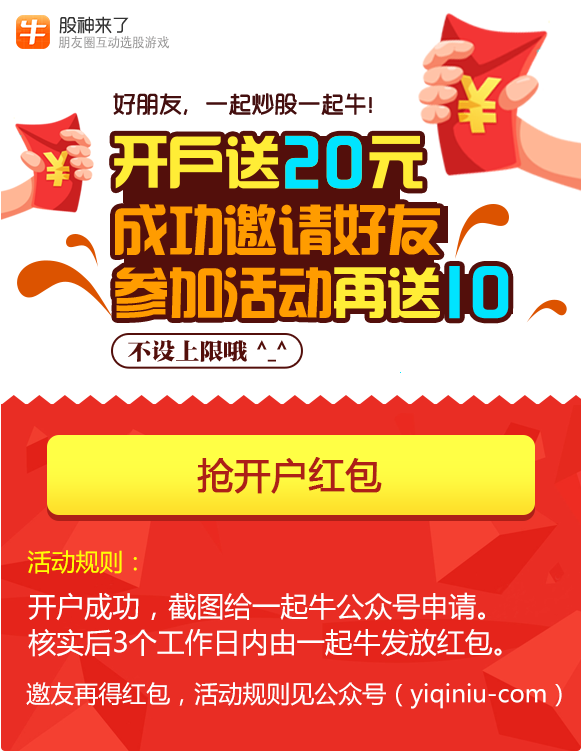 牛
股神来了
朋友圈互动选股游戏
好朋友，一起炒股一起牛!
开户送20元
成功邀请好友
参加活动再送10
不设上限哦 ^_^
¥
¥
抢开户红包
活动规则：
开户成功，截图给一起牛公众号申请。
核实后3个工作日内由一起牛发放红包。
邀友再得红包，活动规则见公众号（yiqiniu-com）